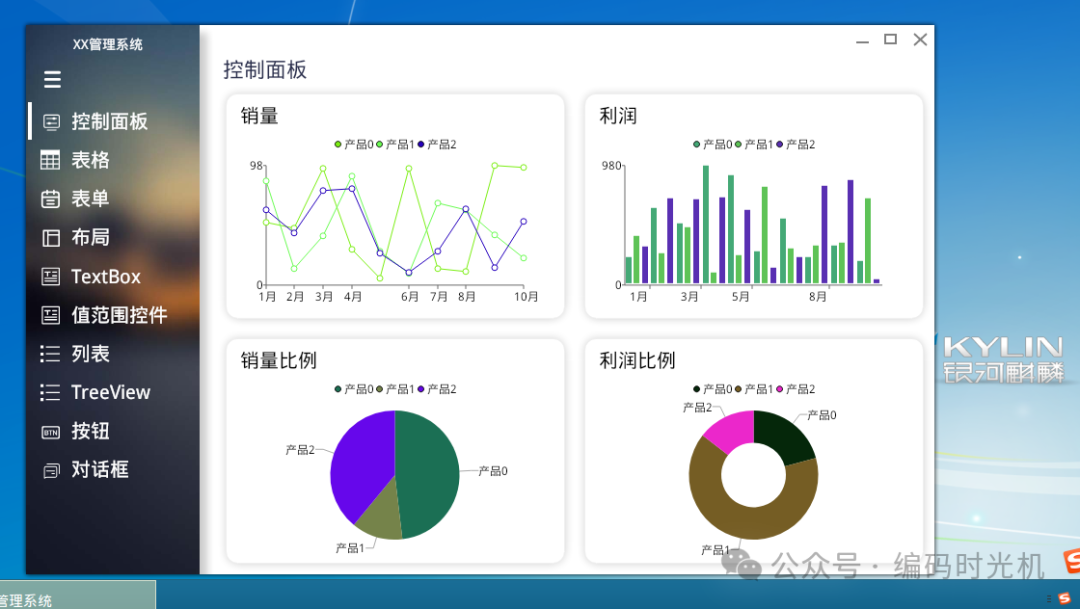 XX管理系统
控制面板
表格
表单
布局
TextBox
值范围控件
列表
TreeView
BTN 按钮
对话框
控制面板
销量
产品0 产品1 产品2
98
0
1月 2月 3月 4月 6月 7月 8月 10月
利润
产品0 产品1 产品2
980
0
1月 3月 5月 8月
销量比例
产品0 产品1 产品2
产品2
产品0
产品1
利润比例
产品0 产品1 产品2
产品2
产品0
产品1
KYLIN
银河麒麟
公众号 · 编码时光机
管理系统